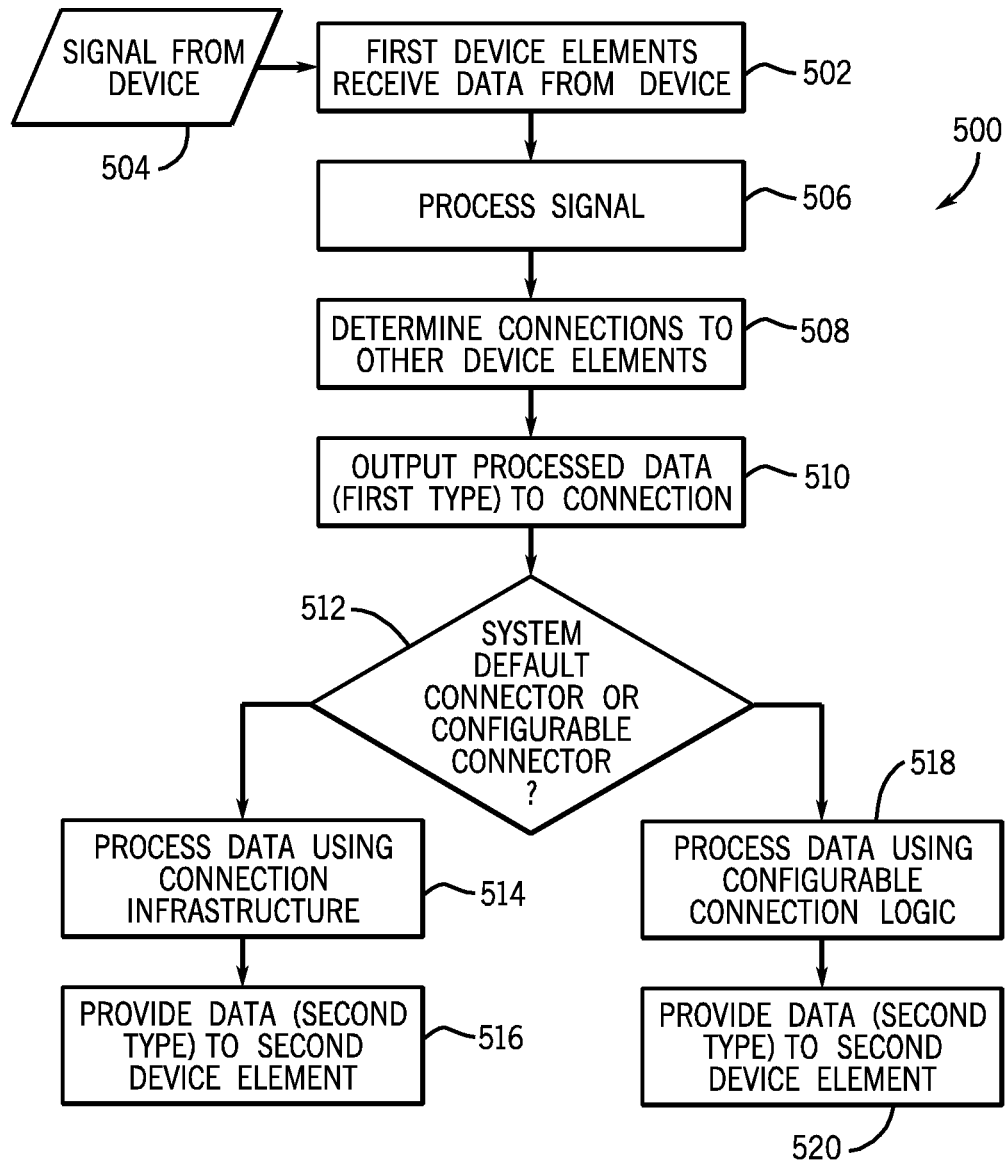 SIGNAL FROM
DEVICE
504
FIRST DEVICE ELEMENTS
RECEIVE DATA FROM DEVICE
502
500
PROCESS SIGNAL
506
DETERMINE CONNECTIONS TO
OTHER DEVICE ELEMENTS
508
OUTPUT PROCESSED DATA
(FIRST TYPE) TO CONNECTION
510
512
SYSTEM
DEFAULT
CONNECTOR OR
CONFIGURABLE
CONNECTOR
?
PROCESS DATA USING
CONNECTION
INFRASTRUCTURE
514
518
PROCESS DATA USING
CONFIGURABLE
CONNECTION LOGIC
PROVIDE DATA (SECOND
TYPE) TO SECOND
DEVICE ELEMENT
516
PROVIDE DATA (SECOND
TYPE) TO SECOND
DEVICE ELEMENT
520